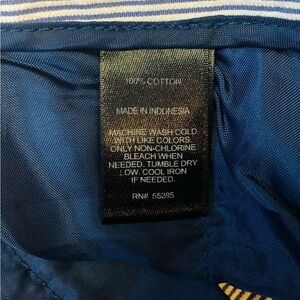 100% COTTON
MADE IN INDONESIA
MACHINE WASH COLD
WITH LIKE COLORS.
ONLY NON-CHLORINE
BLEACH WHEN
NEEDED. TUMBLE DRY
LOW. COOL IRON
IF NEEDED.
RN# 55285